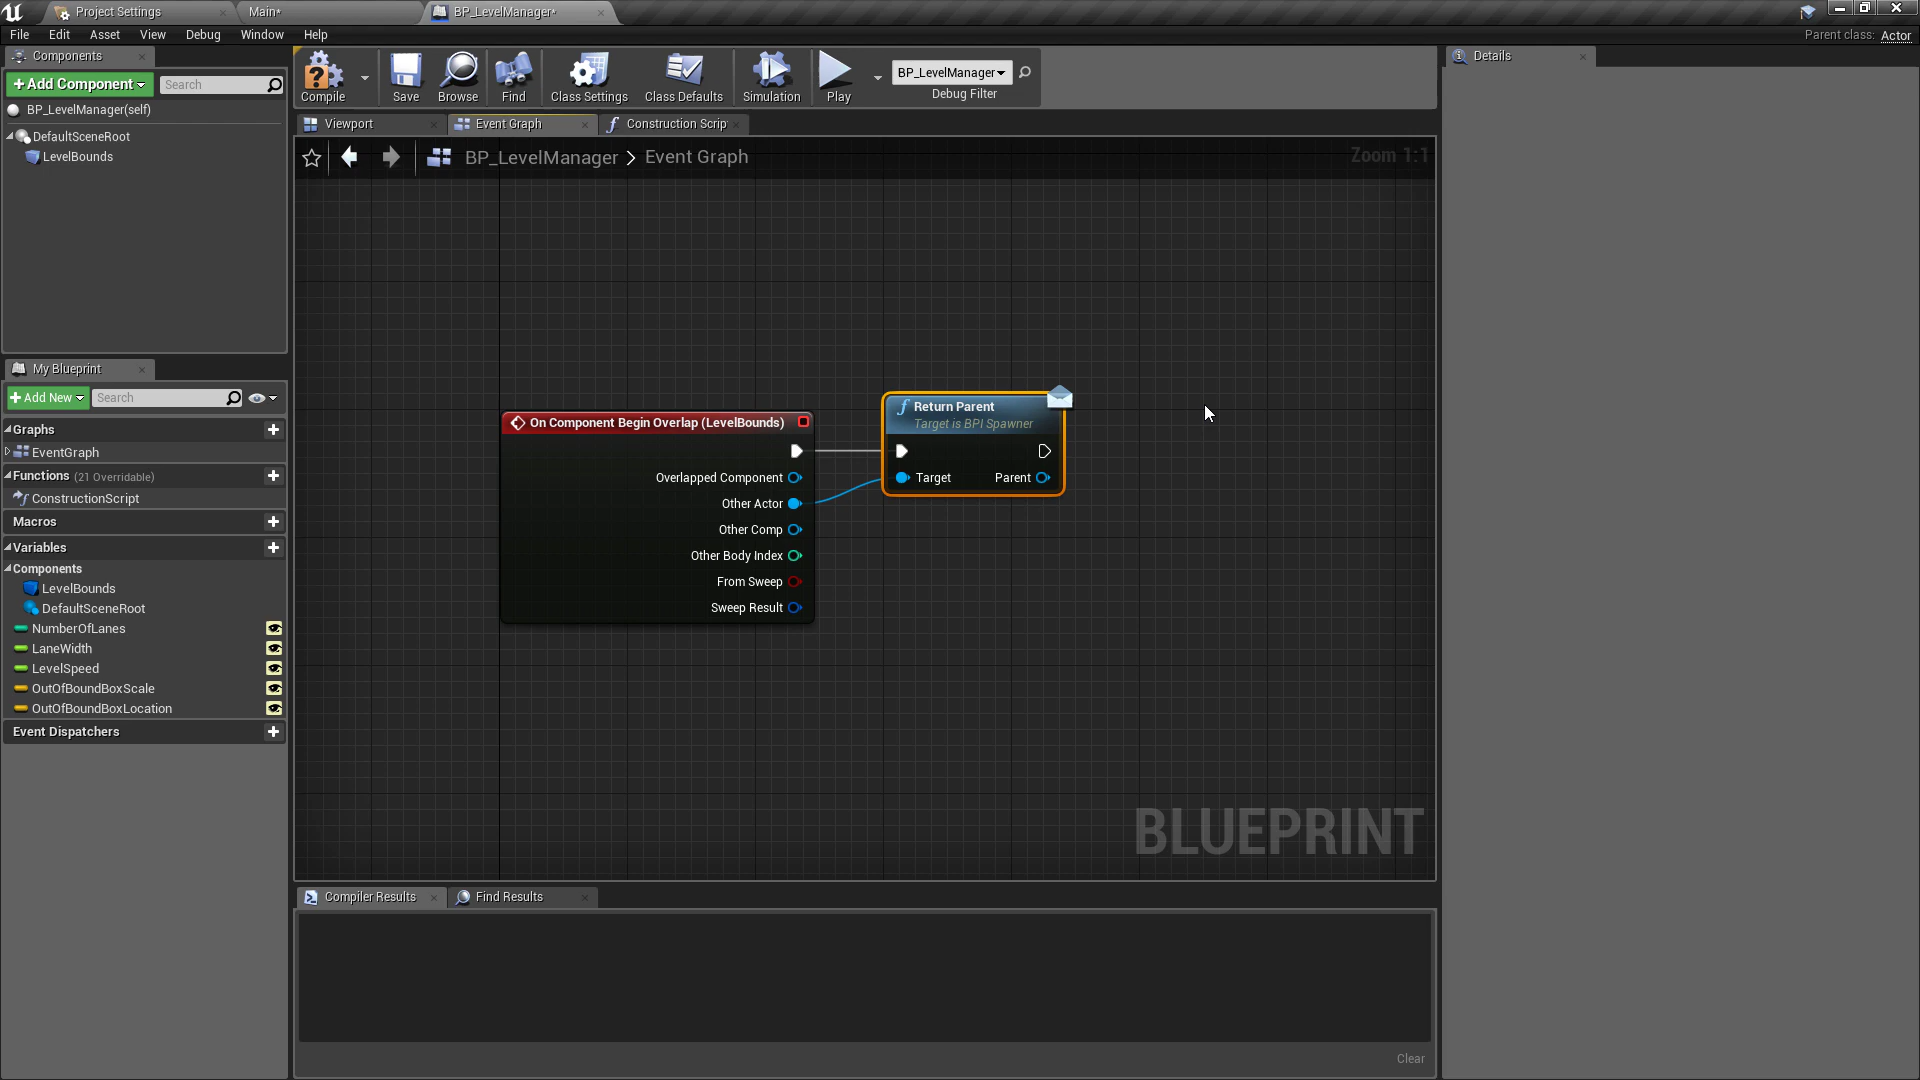 Project Settings
Main*
BP_LevelManager*
File Edit Asset View Debug Window Help
Parent class: Actor
Components
+Add Component
Search
BP_LevelManager(self)
DefaultSceneRoot
LevelBounds
Compile
Save
Browse
Find
Class Settings
Class Defaults
Simulation
Play
BP_LevelManager
Debug Filter
Details
Viewport
Event Graph
Construction Scrip
BP_LevelManager > Event Graph
Zoom 1:1
My Blueprint
+Add New
Search
Graphs
EventGraph
Functions (21 Overridable)
ConstructionScript
Macros
Variables
Components
LevelBounds
DefaultSceneRoot
NumberOfLanes
LaneWidth
LevelSpeed
OutOfBoundBoxScale
OutOfBoundBoxLocation
Event Dispatchers
On Component Begin Overlap (LevelBounds)
Overlapped Component
Other Actor
Other Comp
Other Body Index
From Sweep
Sweep Result
Return Parent
Target is BPI Spawner
Target Parent
BLUEPRINT
Compiler Results
Find Results
Clear